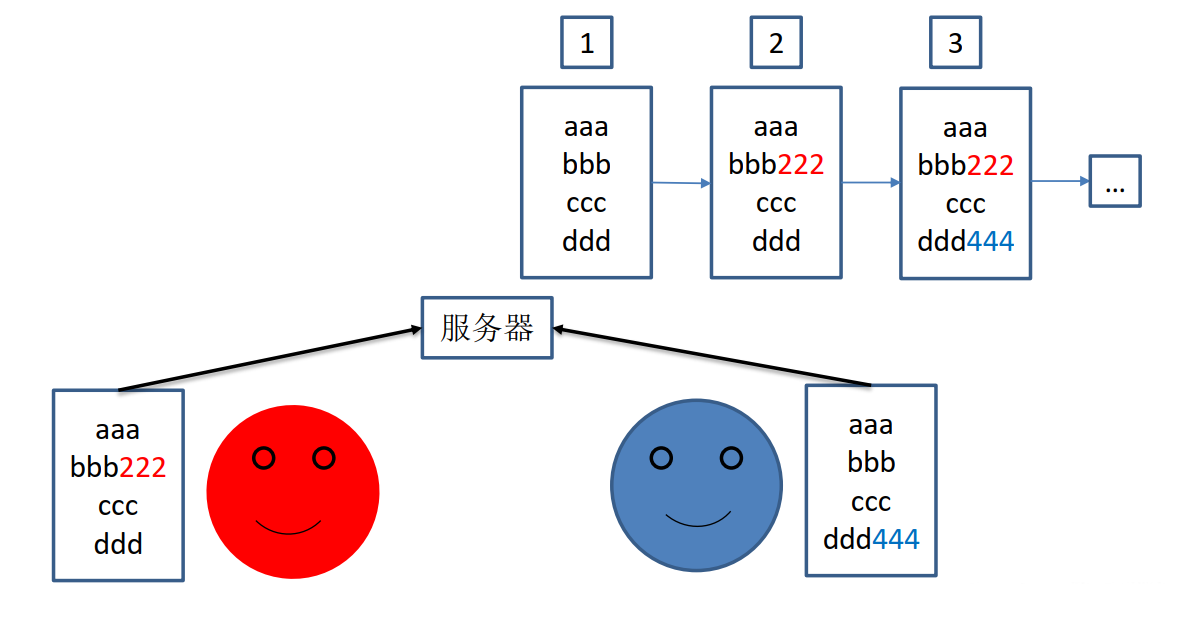 1
2
3
aaa
bbb
ccc
ddd
aaa
bbb222
ccc
ddd
aaa
bbb222
ccc
ddd444
...
服务器
aaa
bbb222
ccc
ddd
aaa
bbb
ccc
ddd444